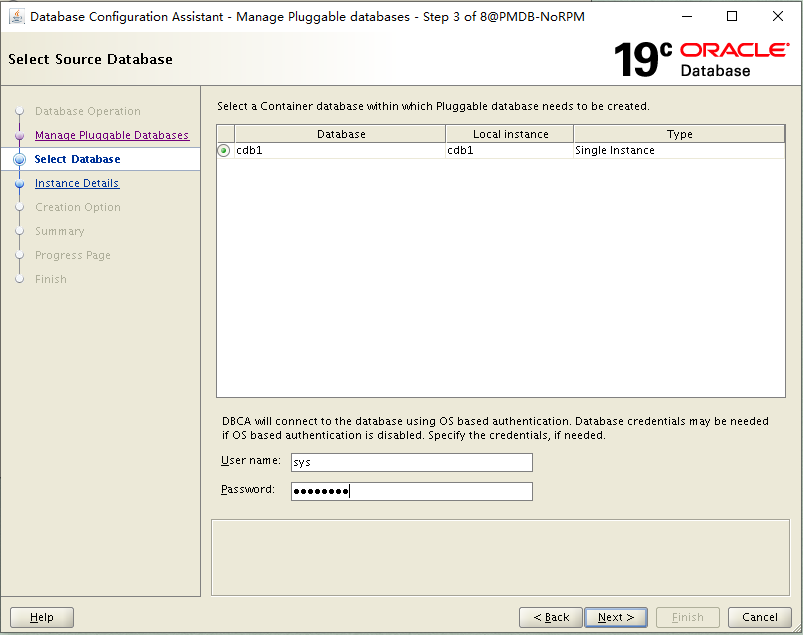 Database Configuration Assistant - Manage Pluggable databases - Step 3 of 8@PMDB-NoRPM
Select Source Database
19c ORACLE
Database
Database Operation
Manage Pluggable Databases
Select Database
Instance Details
Creation Option
Summary
Progress Page
Finish
Select a Container database within which Pluggable database needs to be created.
Database Local instance Type
cdb1 cdb1 Single Instance
DBCA will connect to the database using OS based authentication. Database credentials may be needed
if OS based authentication is disabled. Specify the credentials, if needed.
User name: sys
Password: ●●●●●●●●
Help < Back Next > Finish Cancel